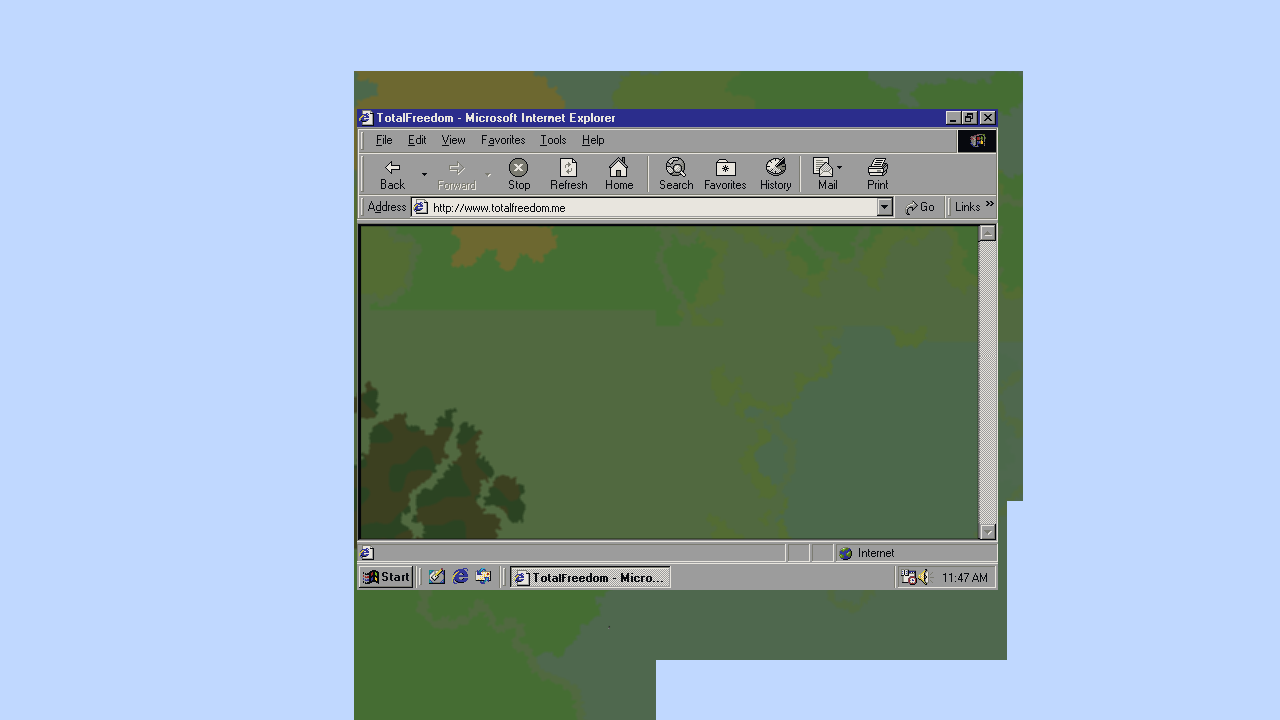 TotalFreedom - Microsoft Internet Explorer
File Edit View Favorites Tools Help
Back Forward Stop Refresh Home Search Favorites History Mail Print
Address http://www.totalfreedom.me Go Links »
Internet
Start TotalFreedom - Micro... 11:47 AM